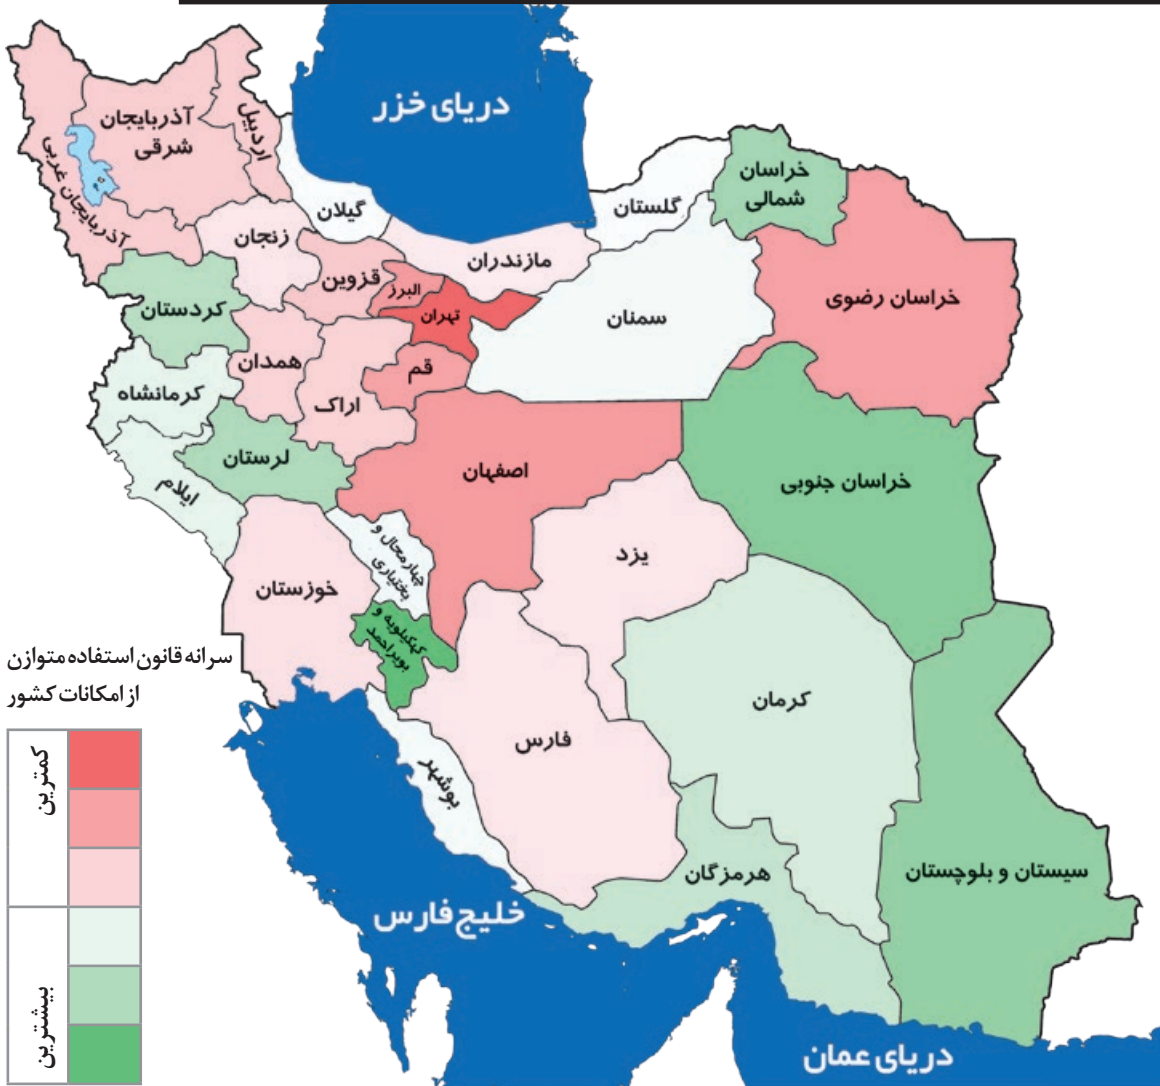 دریای خزر
آذربایجان
شرقی
اردبیل
آذربایجان غربی
گیلان
گلستان
خراسان
شمالی
زنجان
مازندران
قزوین
البرز
تهران
خراسان رضوی
کردستان
سمنان
همدان
قم
کرمانشاه
اراک
لرستان
اصفهان
خراسان جنوبی
ایلام
چهارمحال و
بختیاری
یزد
خوزستان
کهکیلویه و
بویراحمد
کرمان
فارس
بوشهر
هرمزگان
سیستان و بلوچستان
خلیج فارس
دریای عمان
سرانه قانون استفاده متوازن
از امکانات کشور
کمترین
بیشترین